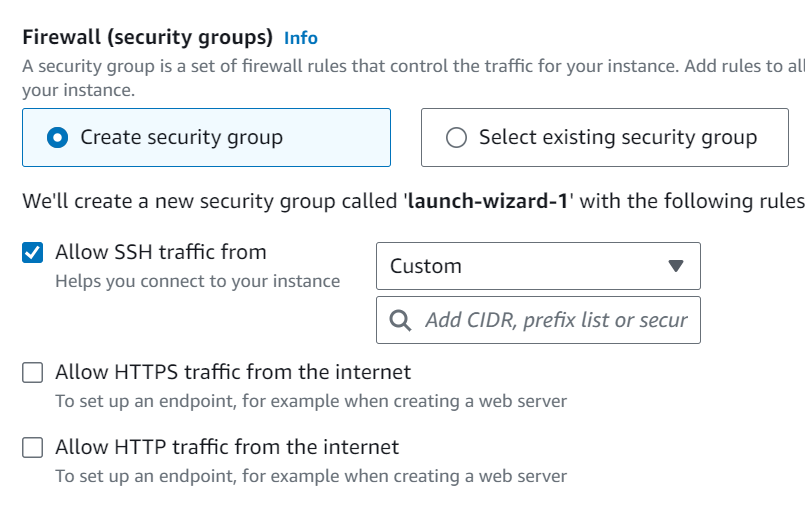 Firewall (security groups) Info
A security group is a set of firewall rules that control the traffic for your instance. Add rules to
your instance.
Create security group
Select existing security group
We'll create a new security group called 'launch-wizard-1' with the following rules
Allow SSH traffic from
Helps you connect to your instance
Custom
Add CIDR, prefix list or secur
Allow HTTPS traffic from the internet
To set up an endpoint, for example when creating a web server
Allow HTTP traffic from the internet
To set up an endpoint, for example when creating a web server